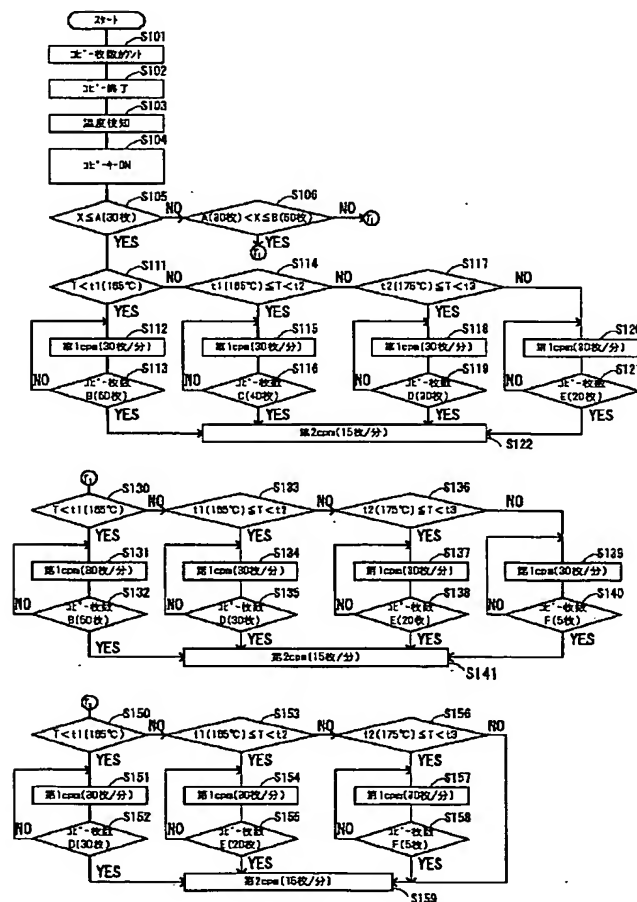 スタート
S101
コピー枚数カウント
S102
コピー終了
S103
温度検知
S104
コピーキーON
S105
X≦A(30枚)
NO
S106
A(30枚)<X≦B(50枚)
NO
YES
YES
S111
T<t1(165℃)
NO
S114
t1(165℃)≦T<t2
NO
S117
t2(175℃)≦T<t3
NO
YES
YES
YES
S112
第1cpm(30枚/分)
S115
第1cpm(30枚/分)
S118
第1cpm(30枚/分)
S120
第1cpm(30枚/分)
S113
NO
コピー枚数
B(50枚)
S116
コピー枚数
C(40枚)
S119
コピー枚数
D(30枚)
S121
NO
コピー枚数
E(20枚)
YES
YES
YES
YES
第2cpm(15枚/分)
S122
S130
T<t1(165℃)
NO
S133
t1(165℃)≦T<t2
NO
S136
t2(175℃)≦T<t3
NO
YES
YES
YES
S131
第1cpm(30枚/分)
S134
第1cpm(30枚/分)
S137
第1cpm(30枚/分)
S139
第1cpm(30枚/分)
S132
NO
コピー枚数
B(50枚)
S135
コピー枚数
D(30枚)
S138
コピー枚数
E(20枚)
S140
NO
コピー枚数
F(5枚)
YES
YES
YES
YES
第2cpm(15枚/分)
S141
S150
T<t1(165℃)
NO
S153
t1(165℃)≦T<t2
NO
S156
t2(175℃)≦T<t3
NO
YES
YES
YES
S151
第1cpm(30枚/分)
S154
第1cpm(30枚/分)
S157
第1cpm(30枚/分)
S152
NO
コピー枚数
D(30枚)
S155
コピー枚数
E(20枚)
S158
コピー枚数
F(5枚)
YES
YES
YES
第2cpm(15枚/分)
S159